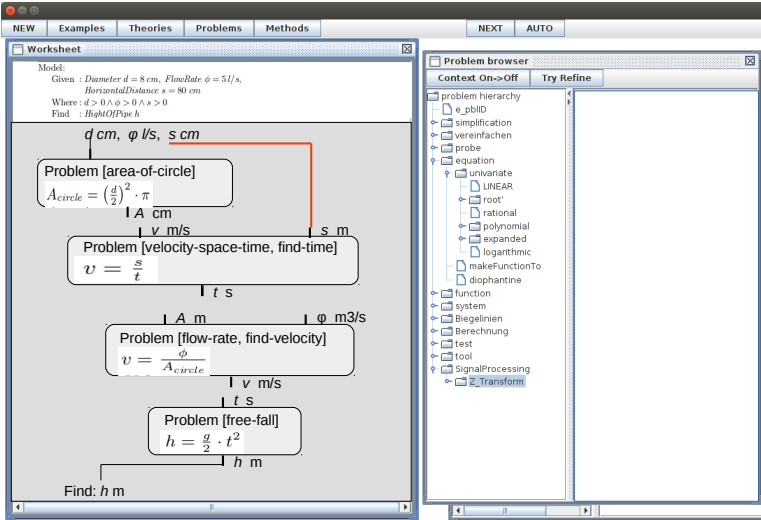 NEW Examples Theories Problems Methods NEXT AUTO
Worksheet
Model:
Given : Diameter d = 8 cm, FlowRate ϕ = 5 l/s,
HorizontalDistance s = 80 cm
Where : d > 0 ∧ ϕ > 0 ∧ s > 0
Find : HightOfPipe h
d cm, φ l/s, s cm
Problem [area-of-circle]
A_circle = (d/2)^2 · π
A cm
v m/s s m
Problem [velocity-space-time, find-time]
v = s/t
t s
A m φ m3/s
Problem [flow-rate, find-velocity]
v = ϕ/A_circle
v m/s
t s
Problem [free-fall]
h = g/2 · t^2
h m
Find: h m
Problem browser
Context On->Off Try Refine
problem hierarchy
e_pblID
simplification
vereinfachen
probe
equation
univariate
LINEAR
root'
rational
polynomial
expanded
logarithmic
makeFunctionTo
diophantine
function
system
Biegelinien
Berechnung
test
tool
SignalProcessing
Z_Transform